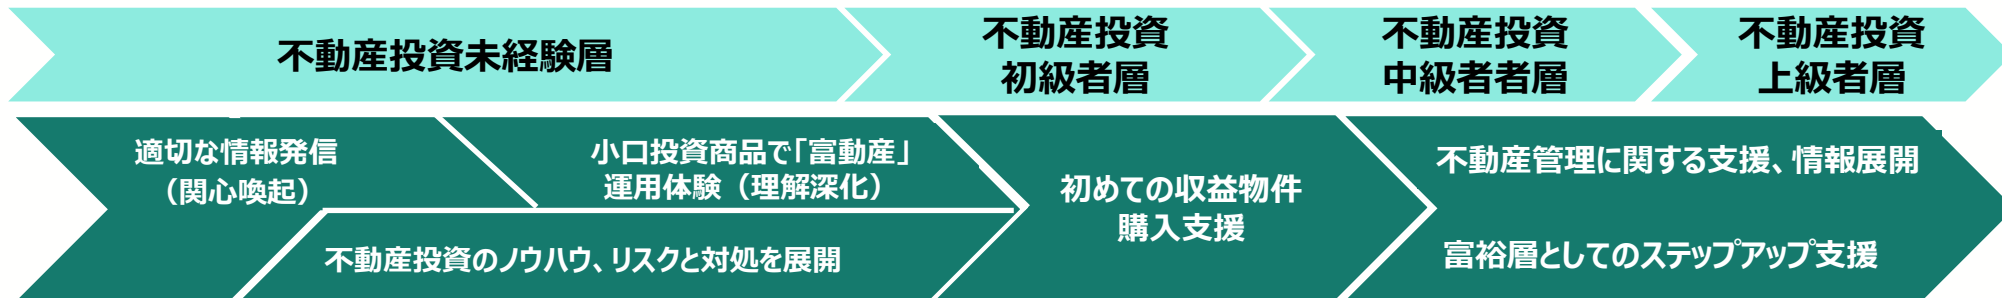 不動産投資未経験層
不動産投資
初級者層
不動産投資
中級者者層
不動産投資
上級者層
適切な情報発信
（関心喚起）
小口投資商品で「富動産」
運用体験（理解深化）
不動産投資のノウハウ、リスクと対処を展開
初めての収益物件
購入支援
不動産管理に関する支援、情報展開
富裕層としてのステップアップ支援